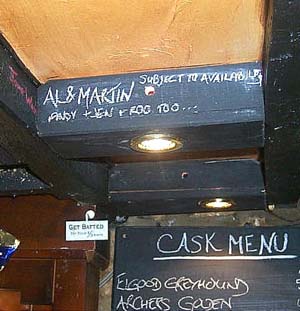 SUBJECT TO AVAILABILITY
AL & MARTIN
ANDY + JEN + ROO TOO...
GET BATTED
CASK MENU
ELGOOD GREYHOUND
ARCHERS GOLDEN